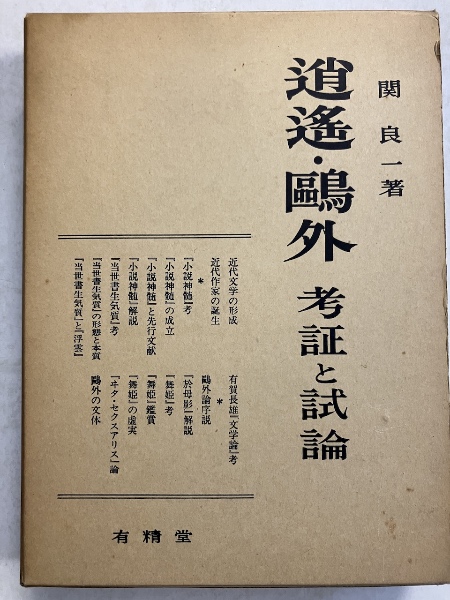 逍遙・鷗外 考証と試論
関良一著
近代文学の形成
近代作家の誕生
*
『小説神髄』考
『小説神髄』の成立
『小説神髄』と先行文献
『小説神髄』解説
『当世書生気質』考
『当世書生気質』の形態と本質
『当世書生気質』と『浮雲』
有賀長雄『文学論』考
*
鷗外論序説
『於母影』解説
『舞姫』考
『舞姫』鑑賞
『舞姫』の虚実
『ヰタ・セクスアリス』論
鷗外の文体
有精堂